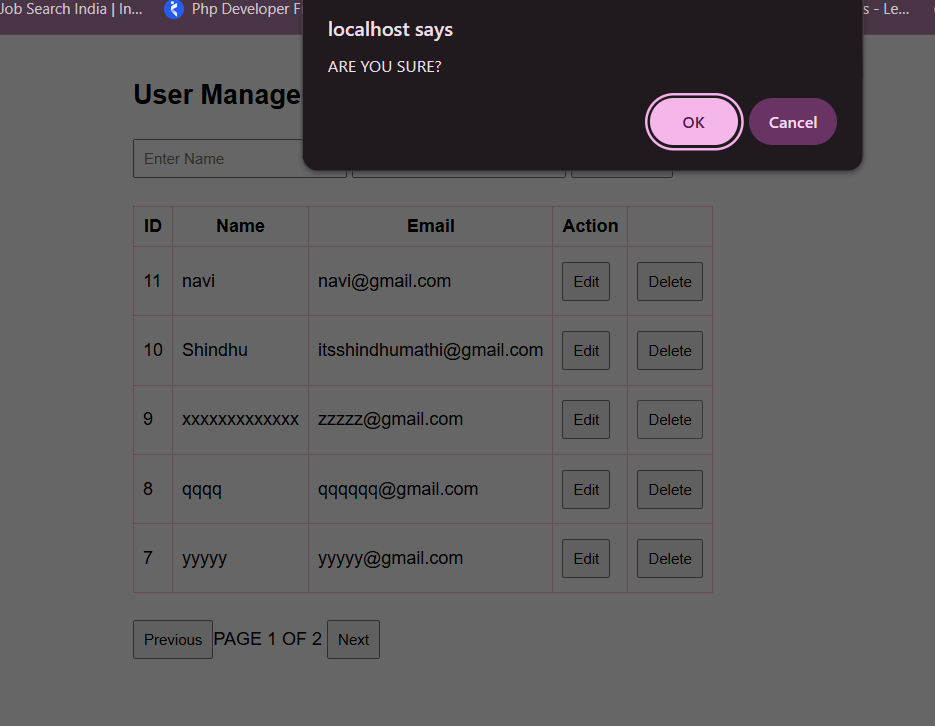 Job Search India | In... Php Developer F s - Le...
localhost says
ARE YOU SURE?
OK Cancel
User Manage
Enter Name
ID Name Email Action
11 navi navi@gmail.com Edit Delete
10 Shindhu itsshindhumathi@gmail.com Edit Delete
9 xxxxxxxxxxxxx zzzzz@gmail.com Edit Delete
8 qqqq qqqqqq@gmail.com Edit Delete
7 yyyyy yyyyy@gmail.com Edit Delete
Previous PAGE 1 OF 2 Next